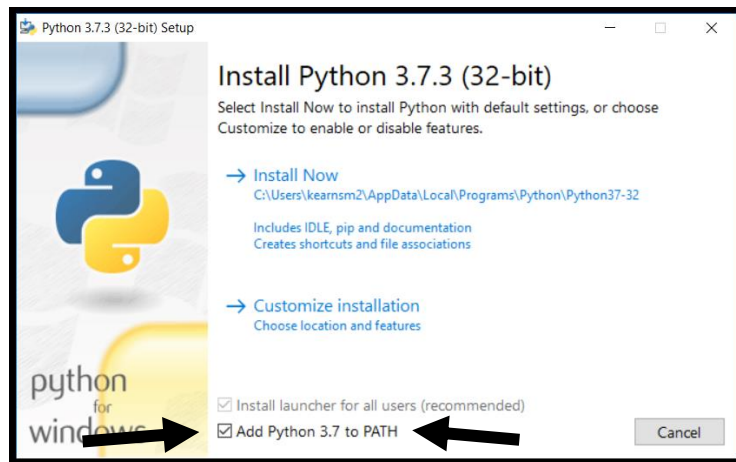 Python 3.7.3 (32-bit) Setup
Install Python 3.7.3 (32-bit)
Select Install Now to install Python with default settings, or choose
Customize to enable or disable features.
Install Now
C:\Users\kearnsm2\AppData\Local\Programs\Python\Python37-32
Includes IDLE, pip and documentation
Creates shortcuts and file associations
Customize installation
Choose location and features
python
for
windows
Install launcher for all users (recommended)
Add Python 3.7 to PATH
Cancel